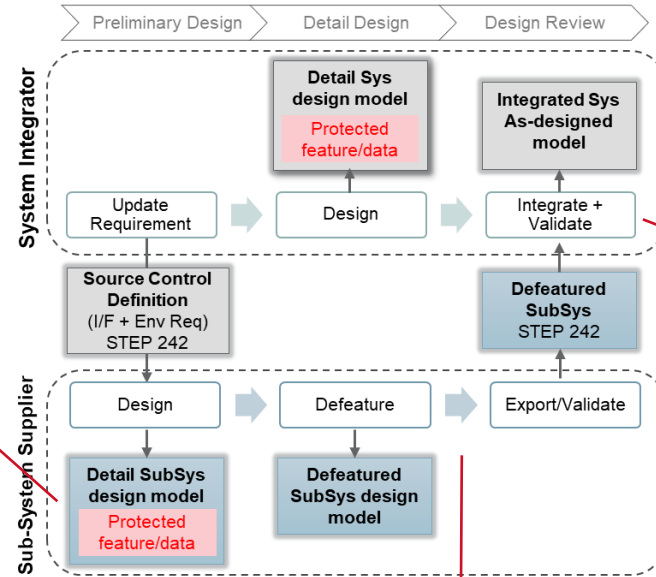 Preliminary Design
Detail Design
Design Review
System Integrator
Detail Sys
design model
Protected
feature/data
Integrated Sys
As-designed
model
Update
Requirement
Design
Integrate +
Validate
Source Control
Definition
(I/F + Env Req)
STEP 242
Defeatured
SubSys
STEP 242
Sub-System Supplier
Design
Defeature
Export/Validate
Detail SubSys
design model
Protected
feature/data
Defeatured
SubSys design
model